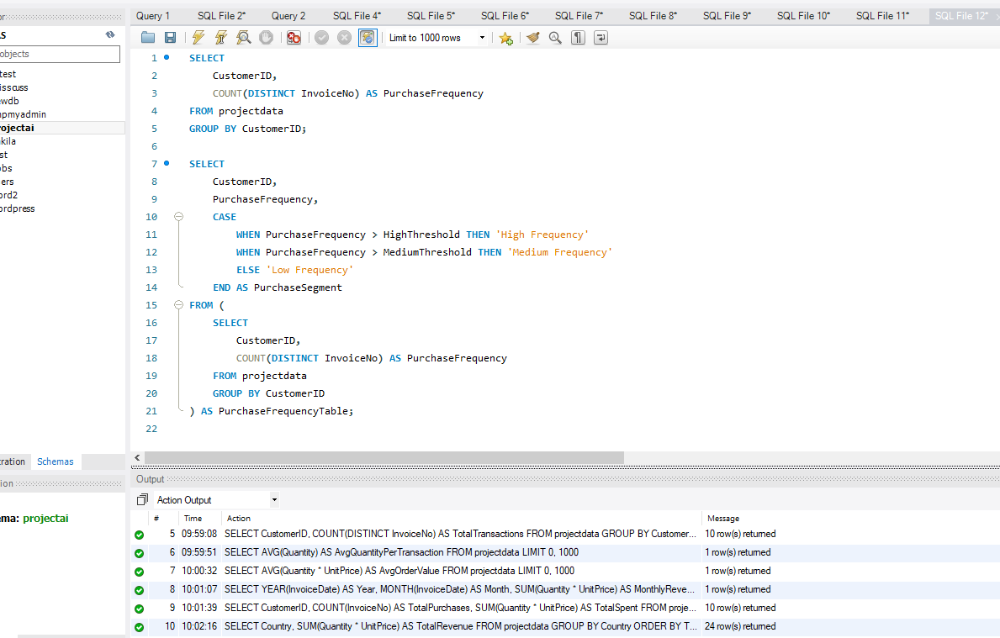 Query 1 SQL File 2* Query 2 SQL File 4* SQL File 5* SQL File 6* SQL File 7* SQL File 8* SQL File 9* SQL File 10* SQL File 11* SQL File 12*
or
S
objects
test
isscuss
ewdb
hpmyadmin
rojectai
kila
st
obs
ers
ord2
ordpress
tration Schemas
ion
ema: projectai
Limit to 1000 rows
1 SELECT
2 CustomerID,
3 COUNT(DISTINCT InvoiceNo) AS PurchaseFrequency
4 FROM projectdata
5 GROUP BY CustomerID;
6
7 SELECT
8 CustomerID,
9 PurchaseFrequency,
10 CASE
11 WHEN PurchaseFrequency > HighThreshold THEN 'High Frequency'
12 WHEN PurchaseFrequency > MediumThreshold THEN 'Medium Frequency'
13 ELSE 'Low Frequency'
14 END AS PurchaseSegment
15 FROM (
16 SELECT
17 CustomerID,
18 COUNT(DISTINCT InvoiceNo) AS PurchaseFrequency
19 FROM projectdata
20 GROUP BY CustomerID
21 ) AS PurchaseFrequencyTable;
22
Output
Action Output
# Time Action Message
5 09:59:08 SELECT CustomerID, COUNT(DISTINCT InvoiceNo) AS TotalTransactions FROM projectdata GROUP BY Customer... 10 row(s) returned
6 09:59:51 SELECT AVG(Quantity) AS AvgQuantityPerTransaction FROM projectdata LIMIT 0, 1000 1 row(s) returned
7 10:00:32 SELECT AVG(Quantity * UnitPrice) AS AvgOrderValue FROM projectdata LIMIT 0, 1000 1 row(s) returned
8 10:01:07 SELECT YEAR(InvoiceDate) AS Year, MONTH(InvoiceDate) AS Month, SUM(Quantity * UnitPrice) AS MonthlyReve... 1 row(s) returned
9 10:01:39 SELECT CustomerID, COUNT(InvoiceNo) AS TotalPurchases, SUM(Quantity * UnitPrice) AS TotalSpent FROM proje... 10 row(s) returned
10 10:02:16 SELECT Country, SUM(Quantity * UnitPrice) AS TotalRevenue FROM projectdata GROUP BY Country ORDER BY T... 24 row(s) returned